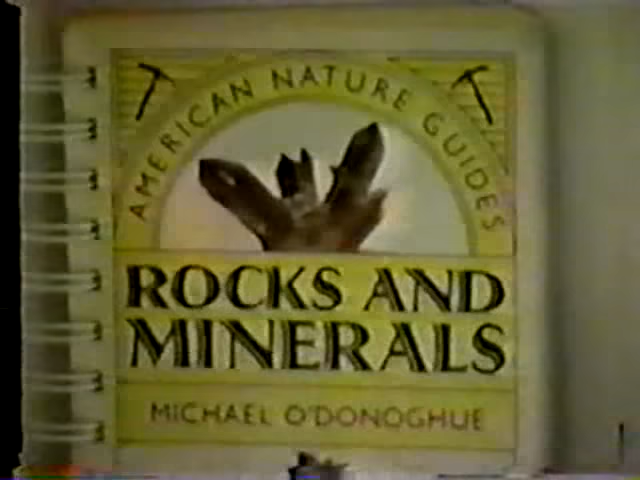 AMERICAN NATURE GUIDES
ROCKS AND
MINERALS
MICHAEL O'DONOGHUE